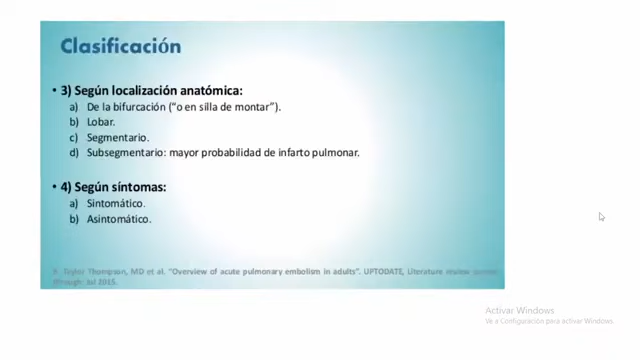 Clasificación
• 3) Según localización anatómica:
a) De la bifurcación (“o en silla de montar”).
b) Lobar.
c) Segmentario.
d) Subsegmentario: mayor probabilidad de infarto pulmonar.
• 4) Según síntomas:
a) Sintomático.
b) Asintomático.
Taylor Thompson, MD et al. “Overview of acute pulmonary embolism in adults”. UPTODATE, Literature review
through: Jul 2015.
Activar Windows
Ve a Configuración para activar Windows.